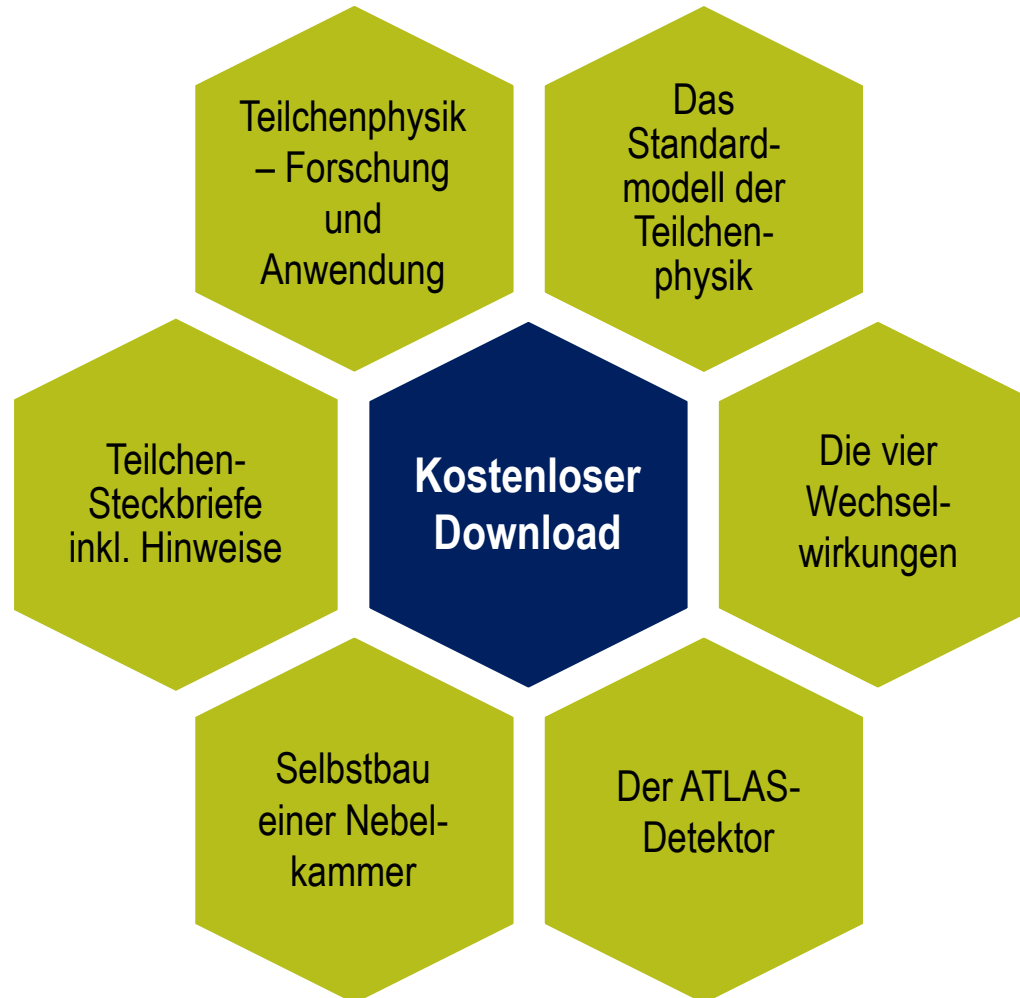 Teilchenphysik
– Forschung
und
Anwendung
Das
Standard-
modell der
Teilchen-
physik
Teilchen-
Steckbriefe
inkl. Hinweise
Kostenloser
Download
Die vier
Wechsel-
wirkungen
Selbstbau
einer Nebel-
kammer
Der ATLAS-
Detektor